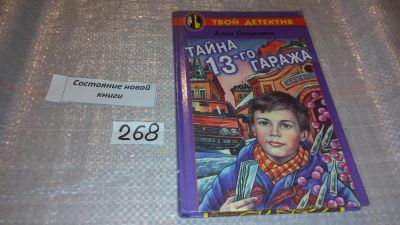 Состояние новой
книги
268
ТВОЙ ДЕТЕКТИВ
Алла Озорнина
ТАЙНА
13-го
ГАРАЖА